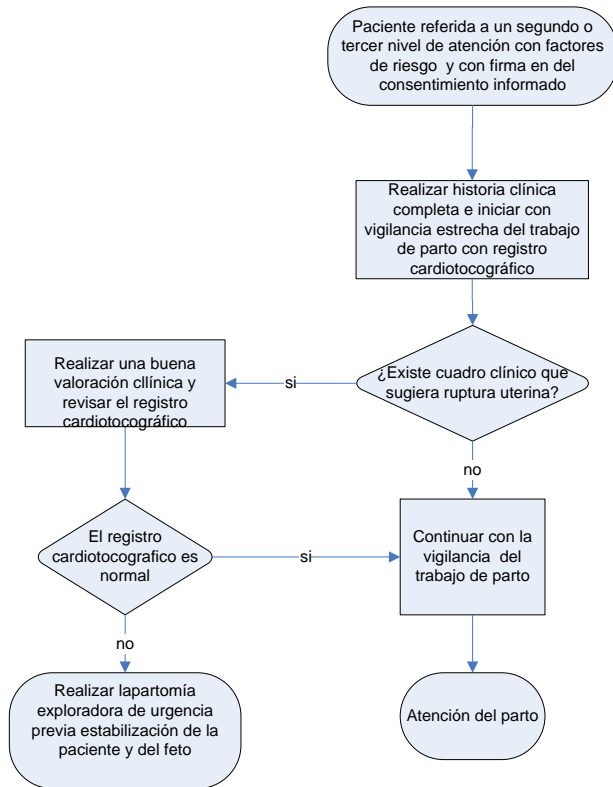 Paciente referida a un segundo o
tercer nivel de atención con factores
de riesgo y con firma en del
consentimiento informado
Realizar historia clínica
completa e iniciar con
vigilancia estrecha del trabajo
de parto con registro
cardiotocográfico
¿Existe cuadro clínico que
sugiera ruptura uterina?
si
Realizar una buena
valoración cllínica y
revisar el registro
cardiotocográfico
no
El registro
cardiotocografico es
normal
si
Continuar con la
vigilancia del
trabajo de parto
no
Realizar lapartomía
exploradora de urgencia
previa estabilización de la
paciente y del feto
Atención del parto